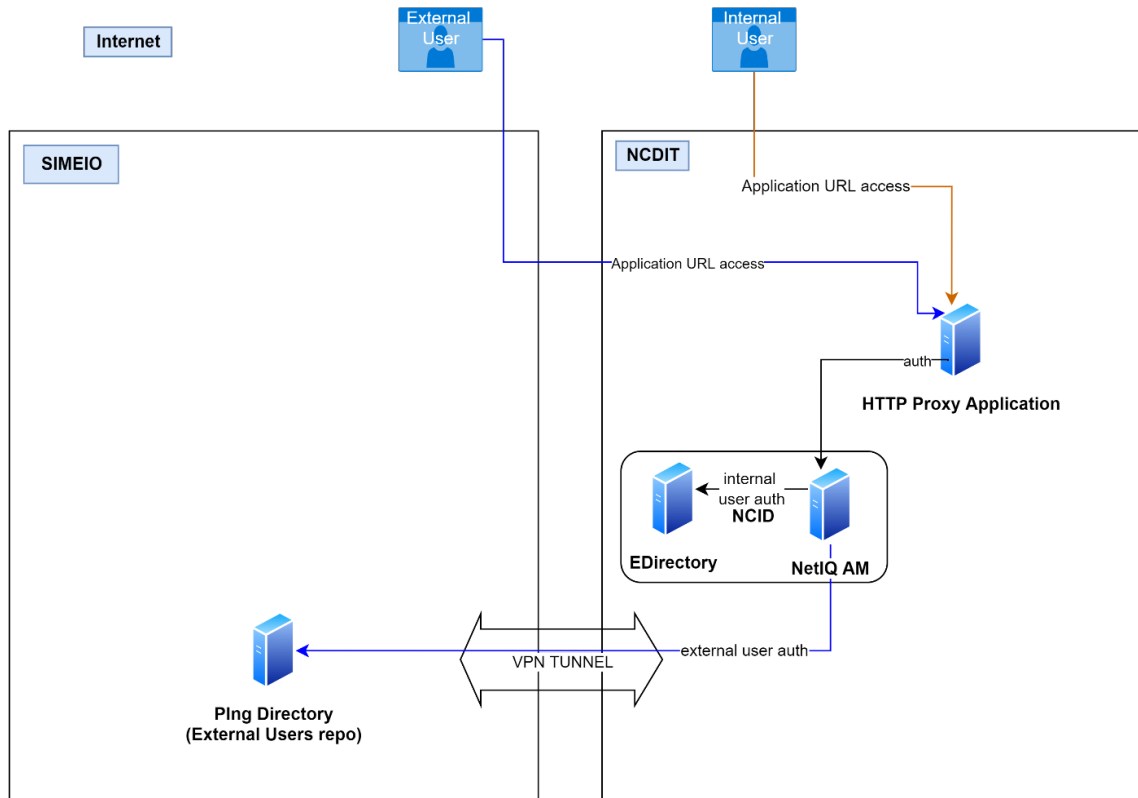 Internet
External
User
Internal
User
SIMEIO
NCDIT
Application URL access
Application URL access
auth
HTTP Proxy Application
internal
user auth
NCID
EDirectory
NetIQ AM
external user auth
VPN TUNNEL
PIng Directory
(External Users repo)